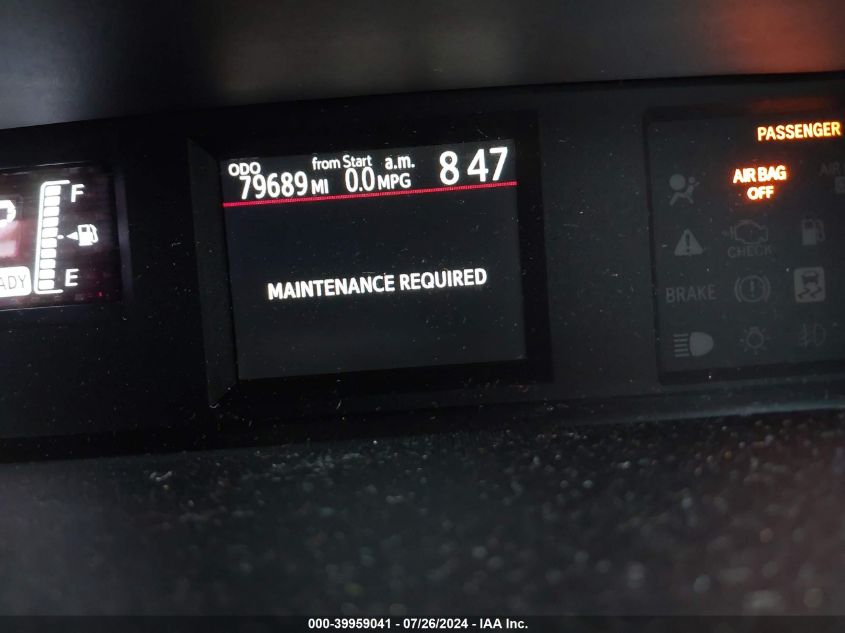 PASSENGER
ODO 79689 MI from Start 0.0 MPG a.m. 8 47
AIR BAG
OFF
F
MAINTENANCE REQUIRED
CHECK
E
BRAKE
000-39959041 - 07/26/2024 - IAA Inc.